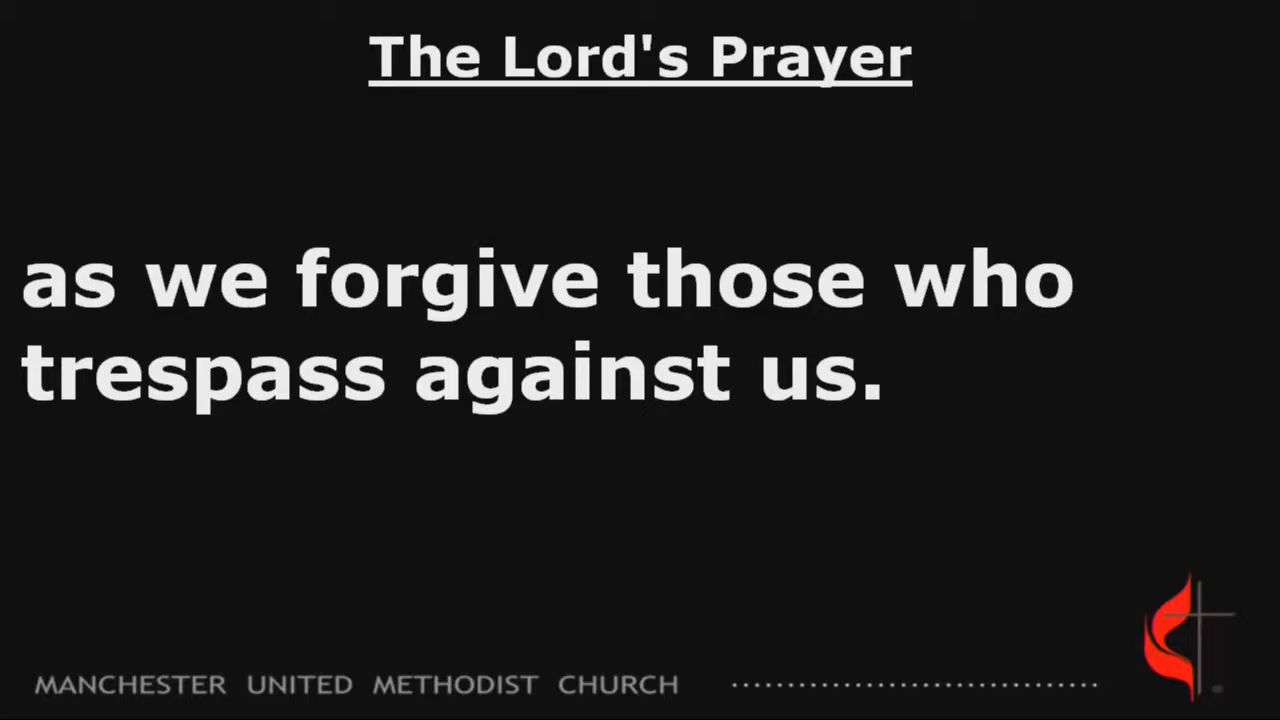 The Lord's Prayer
as we forgive those who
trespass against us.
MANCHESTER UNITED METHODIST CHURCH